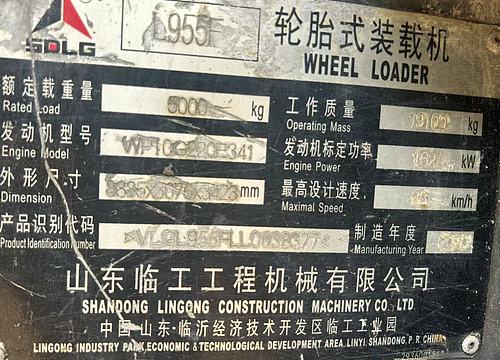 SDLG L955F 轮胎式装载机
WHEEL LOADER
额定载重量 5000 kg 工作质量 kg
Rated Load Operating Mass
发动机型号 WP10G220E341 发动机标定功率 kW
Engine Model Engine Power
外形尺寸 mm 最高设计速度: km/h
Dimension Maximal Speed
产品识别代码 制造年度
Product Identification Number Manufacturing Year
山东临工工程机械有限公司
SHANDONG LINGONG CONSTRUCTION MACHINERY CO., LTD.
中国·山东·临沂经济技术开发区临工工业园
LINGONG INDUSTRY PARK, ECONOMIC & TECHNOLOGICAL DEVELOPMENT AREA, LINYI SHANDONG, P. R. CHINA